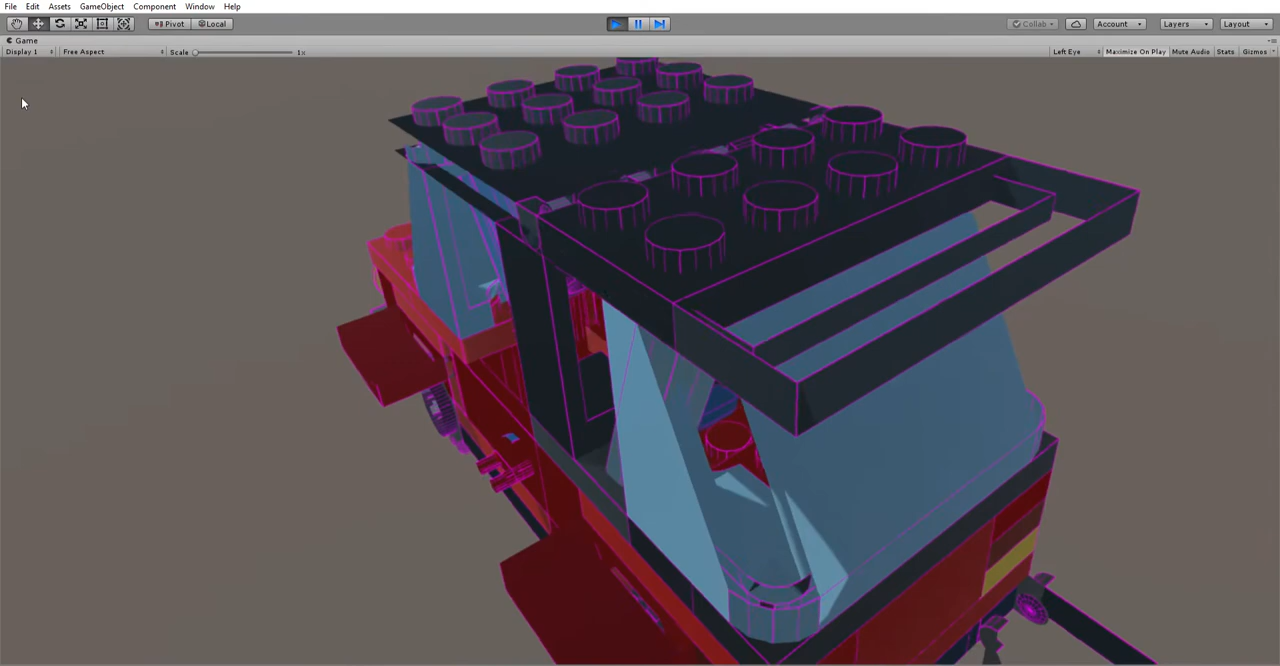 File Edit Assets GameObject Component Window Help
Pivot Local Collab Account Layers Layout
Game
Display 1 Free Aspect Scale 1x Left Eye Maximize On Play Mute Audio Stats Gizmos